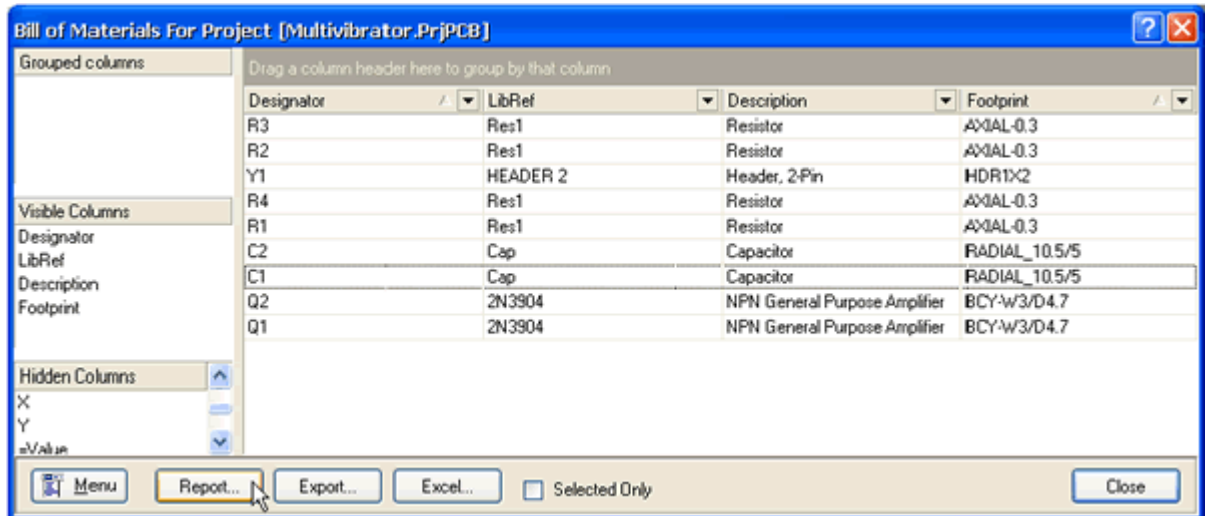 Bill of Materials For Project [Multivibrator.PrjPCB]
Grouped columns
Drag a column header here to group by that column
Designator LibRef Description Footprint
R3 Res1 Resistor AXIAL-0.3
R2 Res1 Resistor AXIAL-0.3
Y1 HEADER 2 Header, 2-Pin HDR1X2
R4 Res1 Resistor AXIAL-0.3
R1 Res1 Resistor AXIAL-0.3
C2 Cap Capacitor RADIAL_10.5/5
C1 Cap Capacitor RADIAL_10.5/5
Q2 2N3904 NPN General Purpose Amplifier BCY-W3/D4.7
Q1 2N3904 NPN General Purpose Amplifier BCY-W3/D4.7
Visible Columns
Designator
LibRef
Description
Footprint
Hidden Columns
X
Y
=Value
Menu Report... Export... Excel... Selected Only Close